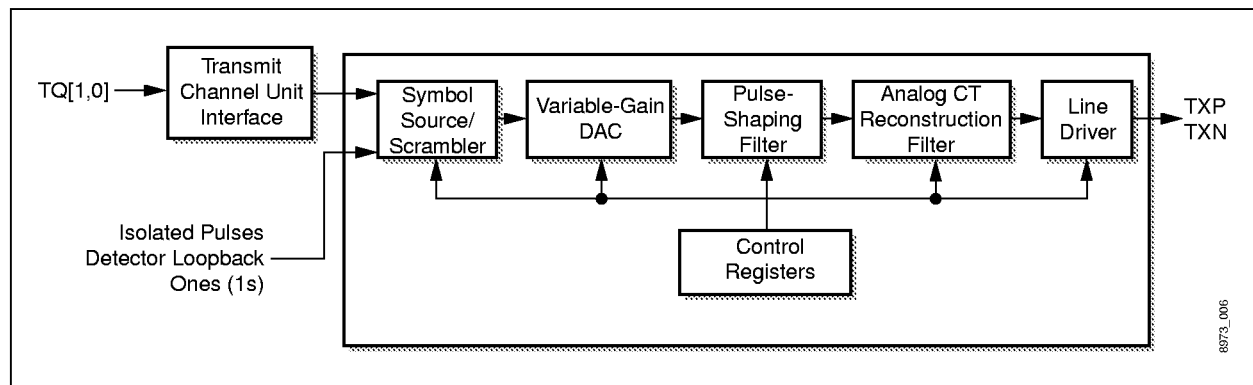 TQ[1,0]
Transmit
Channel Unit
Interface
Symbol
Source/
Scrambler
Variable-Gain
DAC
Pulse-
Shaping
Filter
Analog CT
Reconstruction
Filter
Line
Driver
TXP
TXN
Isolated Pulses
Detector Loopback
Ones (1s)
Control
Registers
8973_006